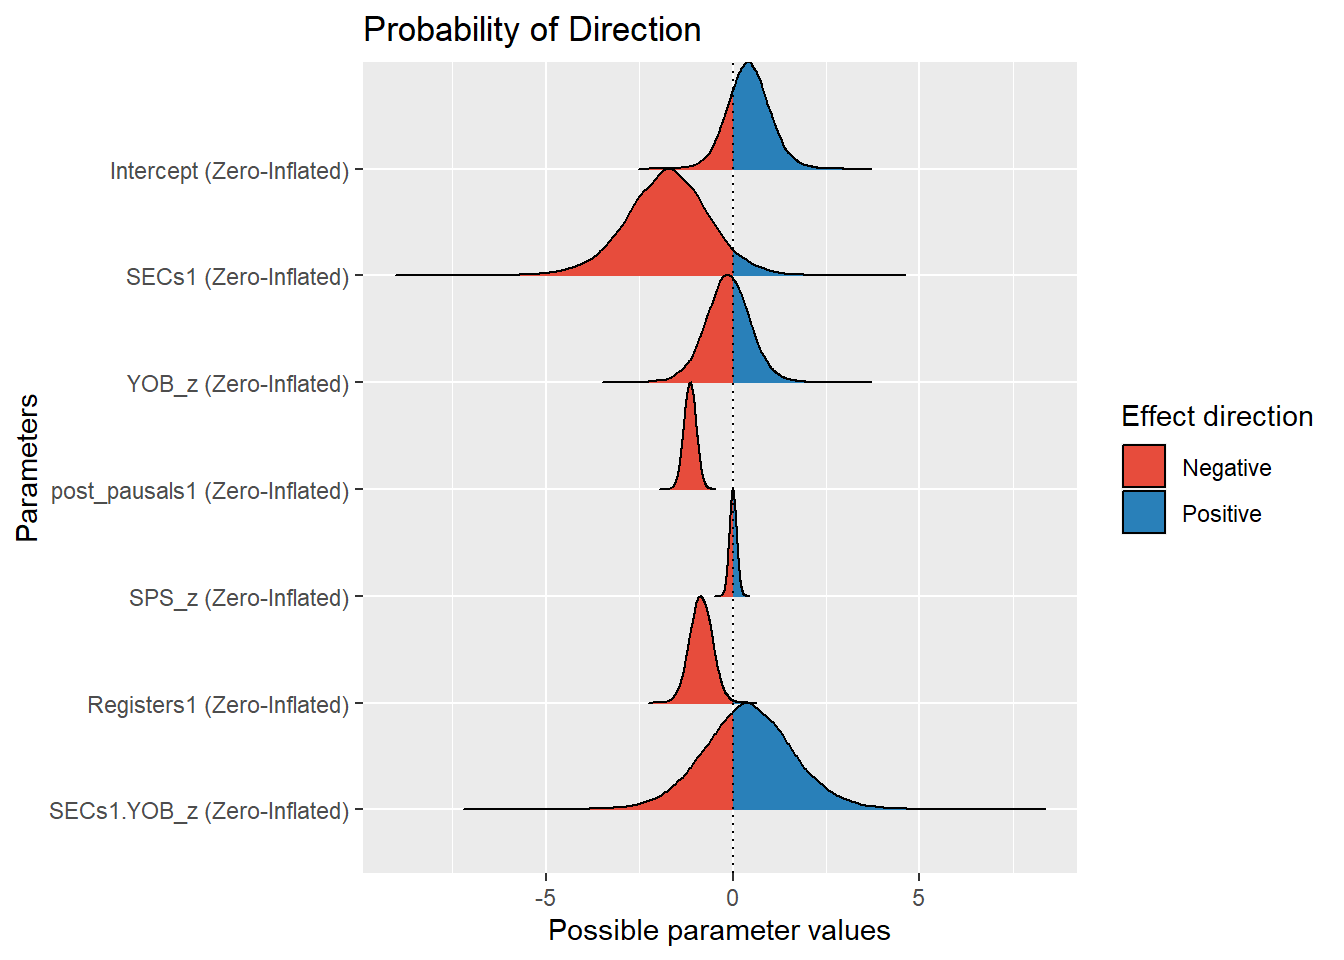 Probability of Direction
Parameters
Intercept (Zero-Inflated)
SECs1 (Zero-Inflated)
YOB_z (Zero-Inflated)
post_pausals1 (Zero-Inflated)
SPS_z (Zero-Inflated)
Registers1 (Zero-Inflated)
SECs1.YOB_z (Zero-Inflated)
-5 0 5
Possible parameter values
Effect direction
Negative
Positive